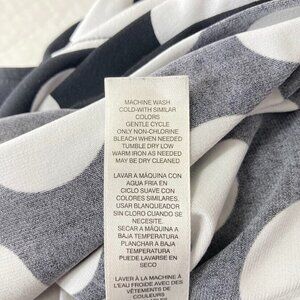 MACHINE WASH
COLD-WITH SIMILAR
COLORS
GENTLE CYCLE
ONLY NON-CHLORINE
BLEACH WHEN NEEDED
TUMBLE DRY LOW
WARM IRON AS NEEDED
MAY BE DRY CLEANED
LAVAR A MÁQUINA CON
AGUA FRIA EN
CICLO SUAVE CON
COLORES SIMILARES.
USAR BLANQUEADOR
SIN CLORO CUANDO SE
NECESITE.
SECAR A MÁQUINA A
BAJA TEMPERATURA
PLANCHAR A BAJA
TEMPERATURA
PUEDE LAVARSE EN
SECO
LAVER À LA MACHINE À
L'EAU FROIDE AVEC DES
VÊTEMENTS DE
COULEURS